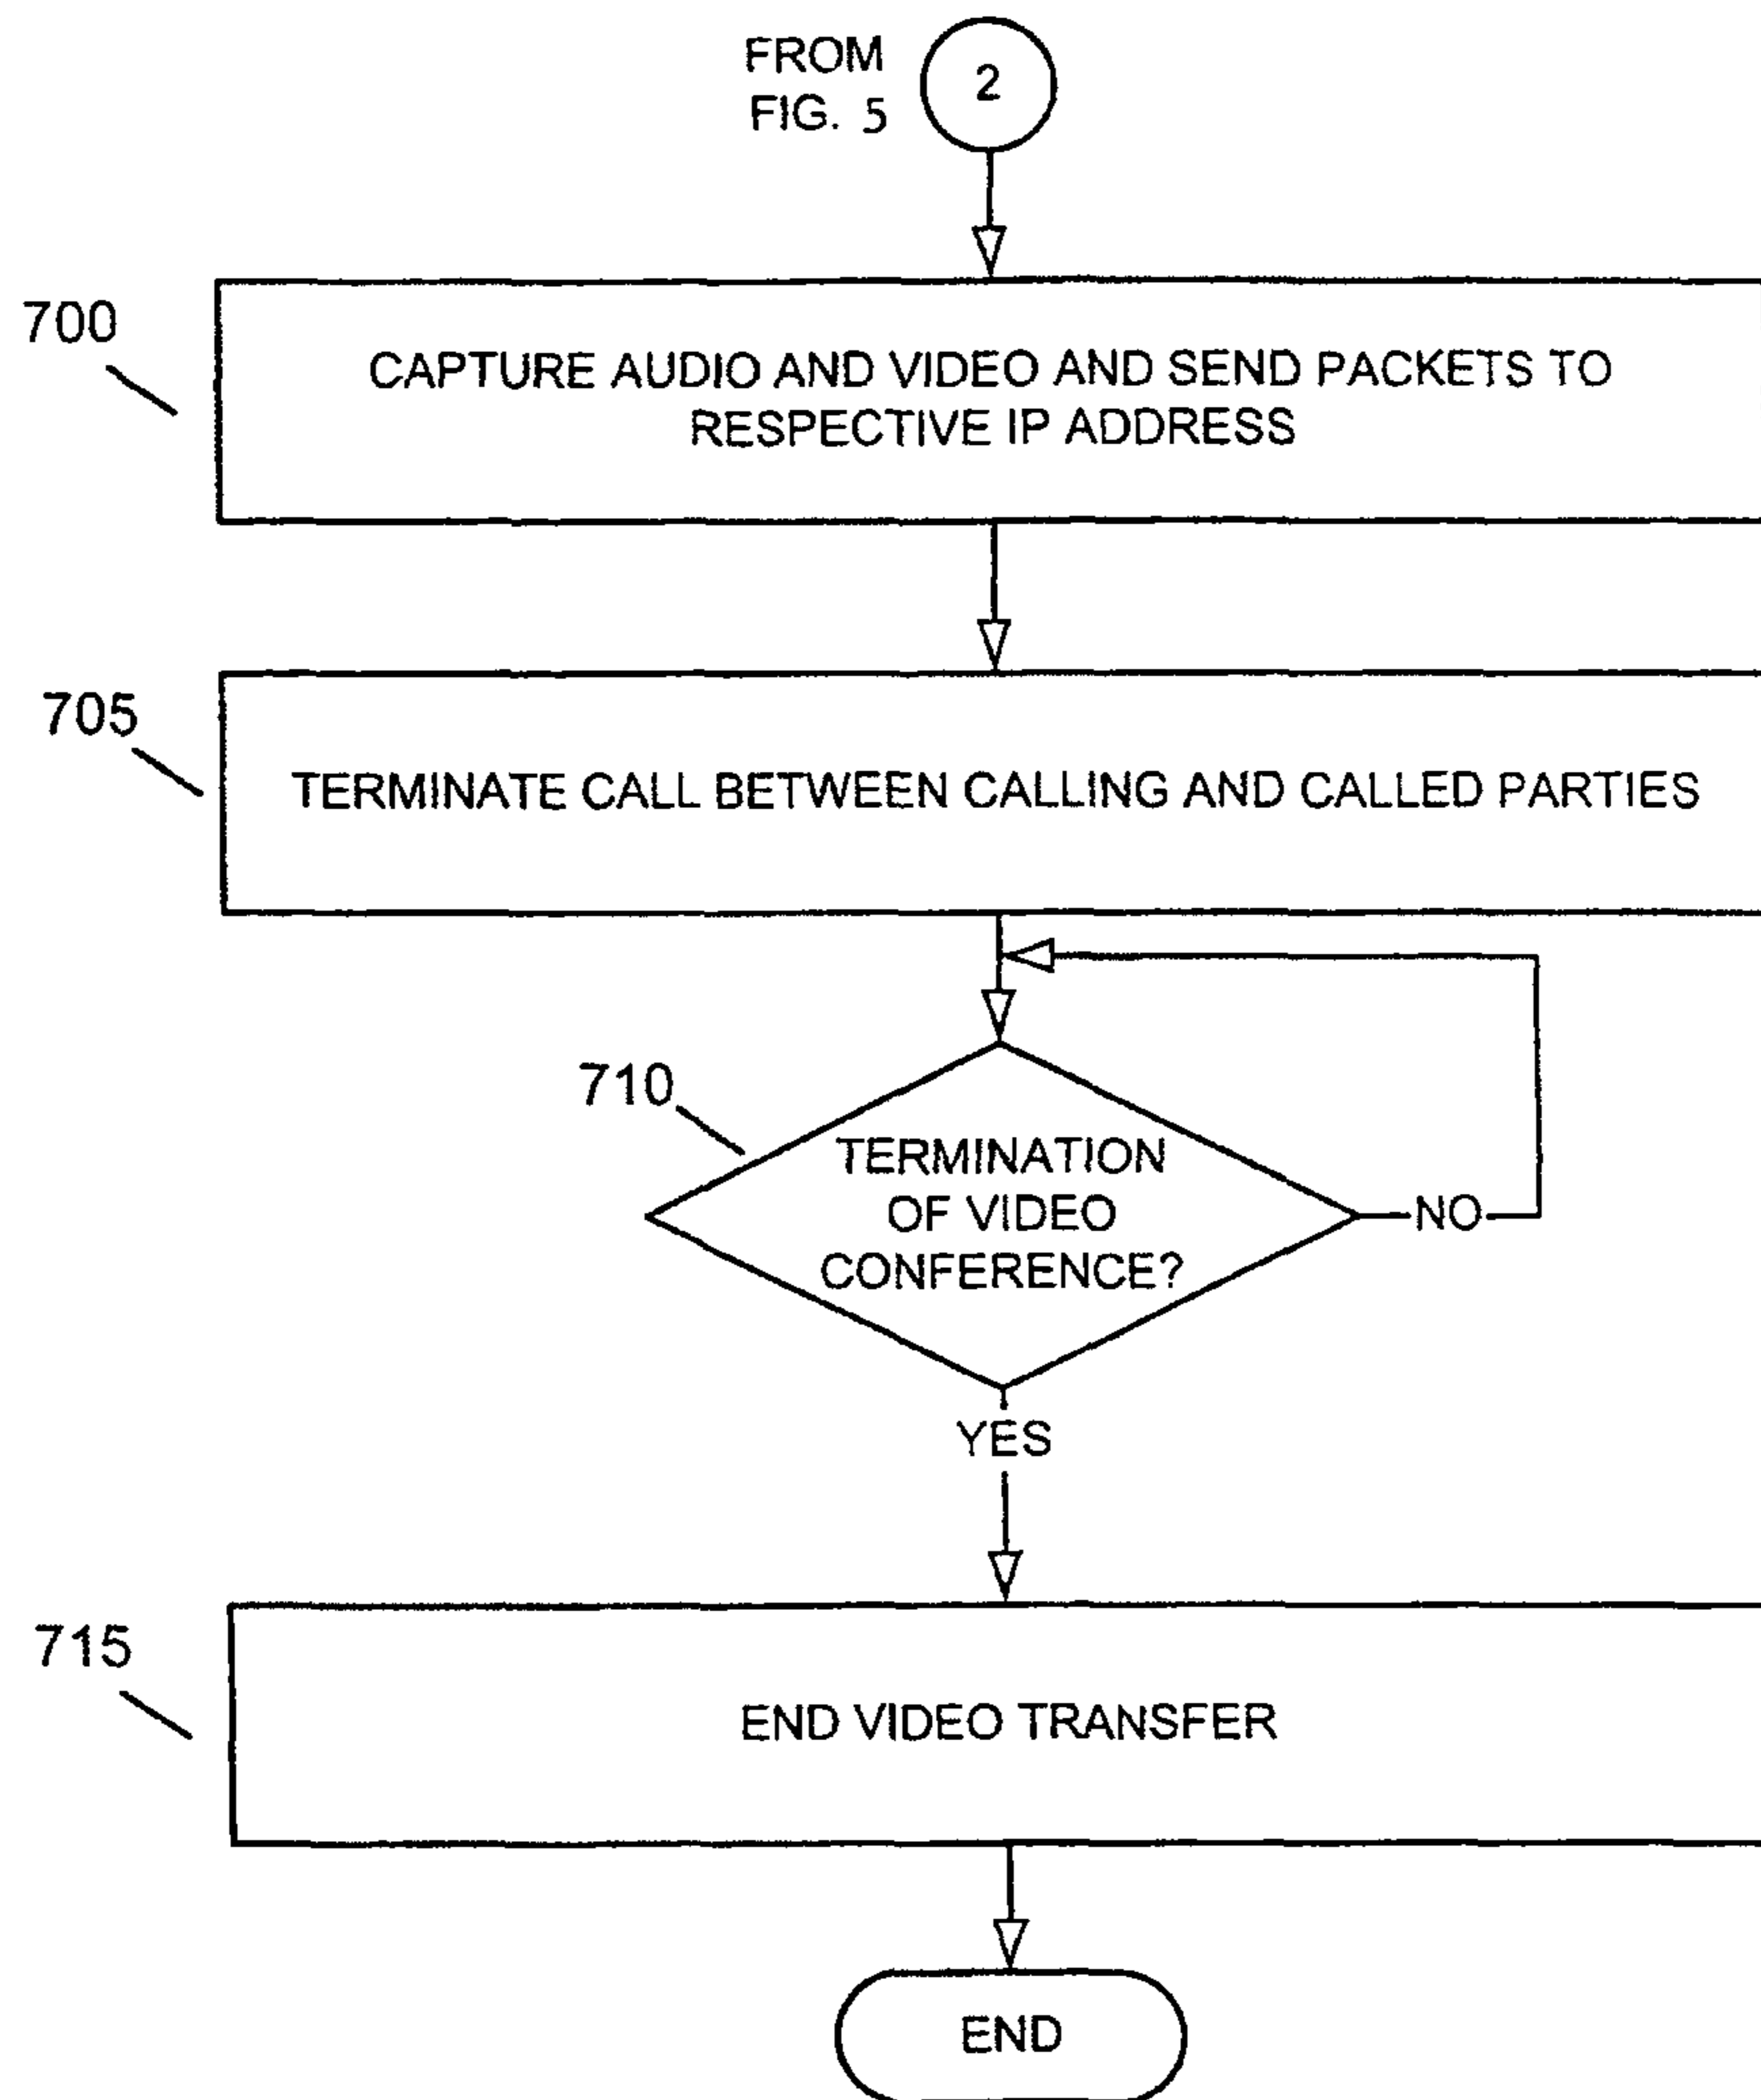 FROM
FIG. 5
2
700
CAPTURE AUDIO AND VIDEO AND SEND PACKETS TO
RESPECTIVE IP ADDRESS
705
TERMINATE CALL BETWEEN CALLING AND CALLED PARTIES
710
TERMINATION
OF VIDEO
CONFERENCE?
NO
YES
715
END VIDEO TRANSFER
END